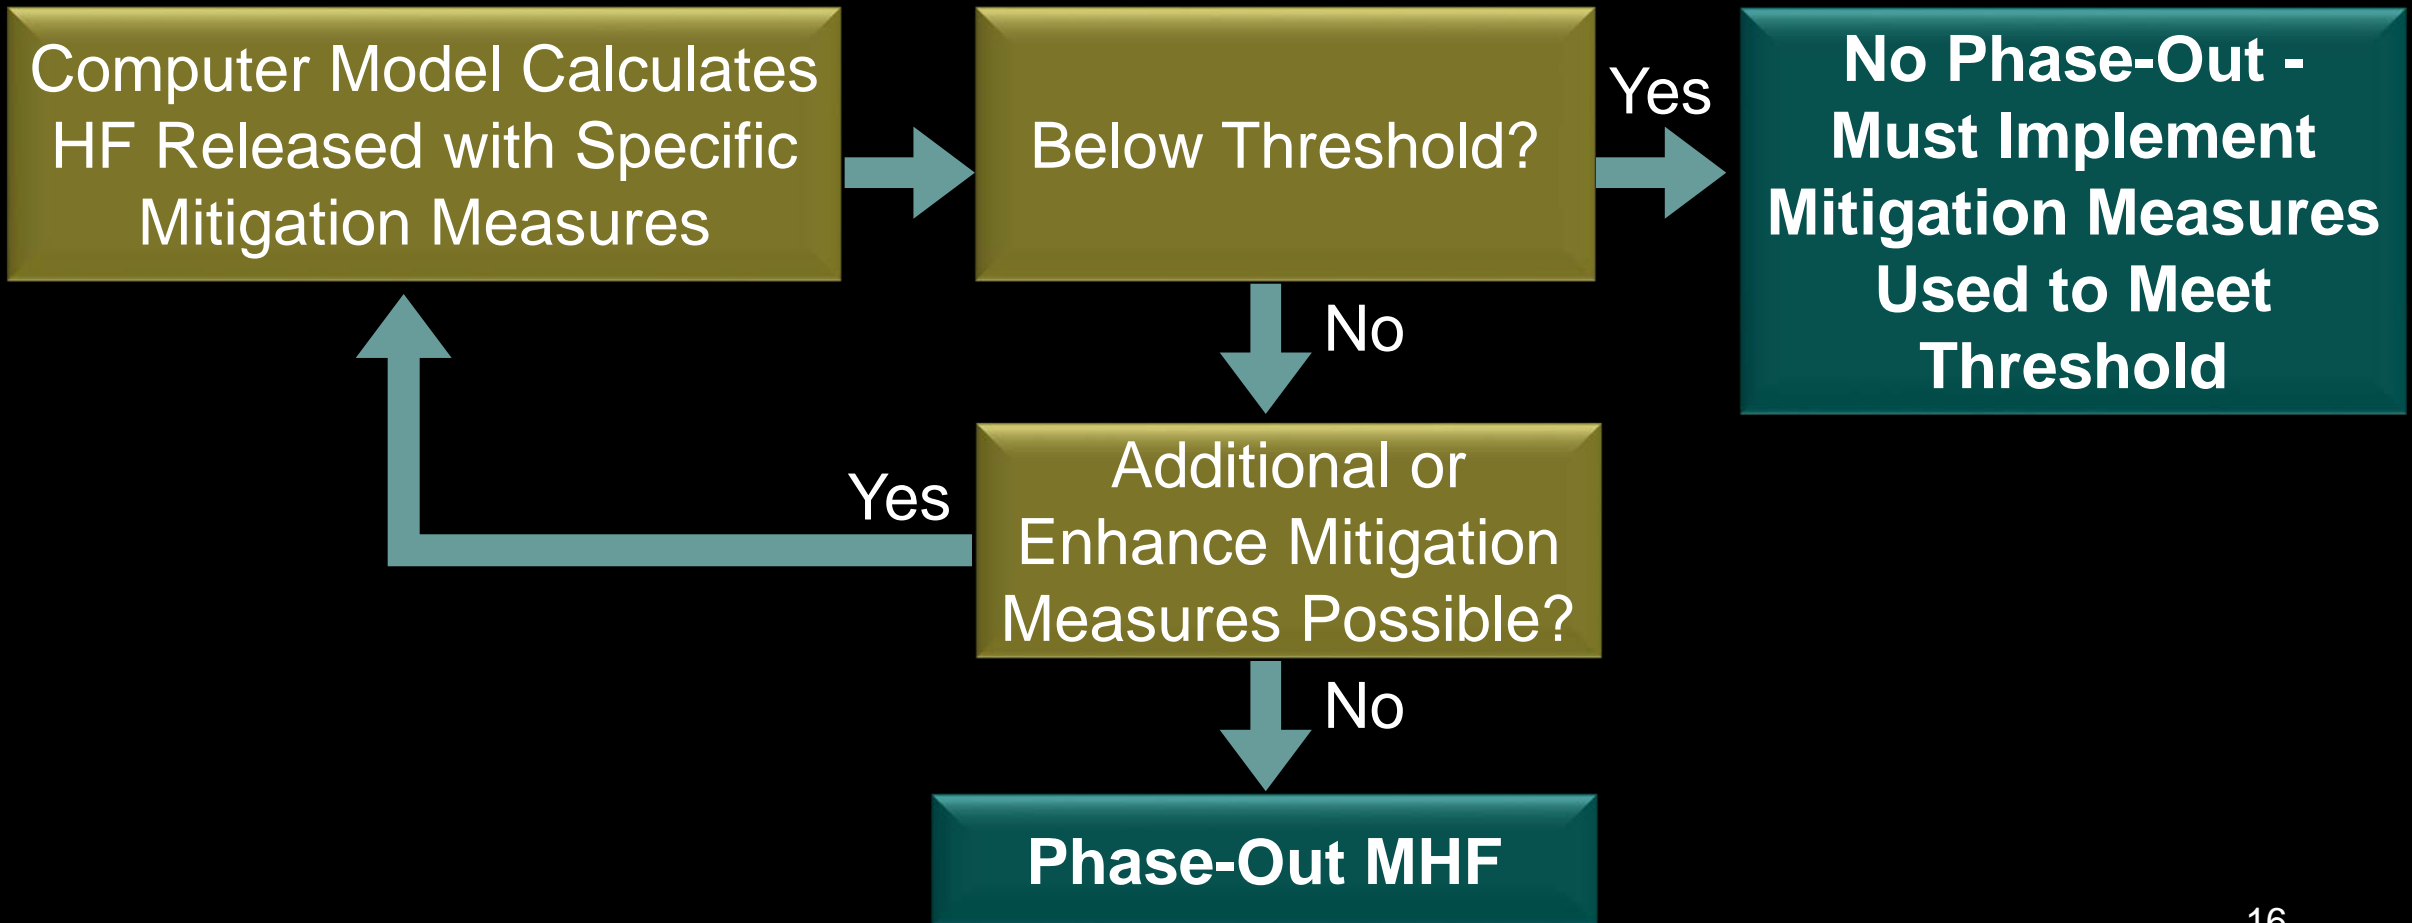 Computer Model Calculates
HF Released with Specific
Mitigation Measures
Below Threshold?
Yes
No Phase-Out -
Must Implement
Mitigation Measures
Used to Meet
Threshold
No
Additional or
Enhance Mitigation
Measures Possible?
Yes
No
Phase-Out MHF
16